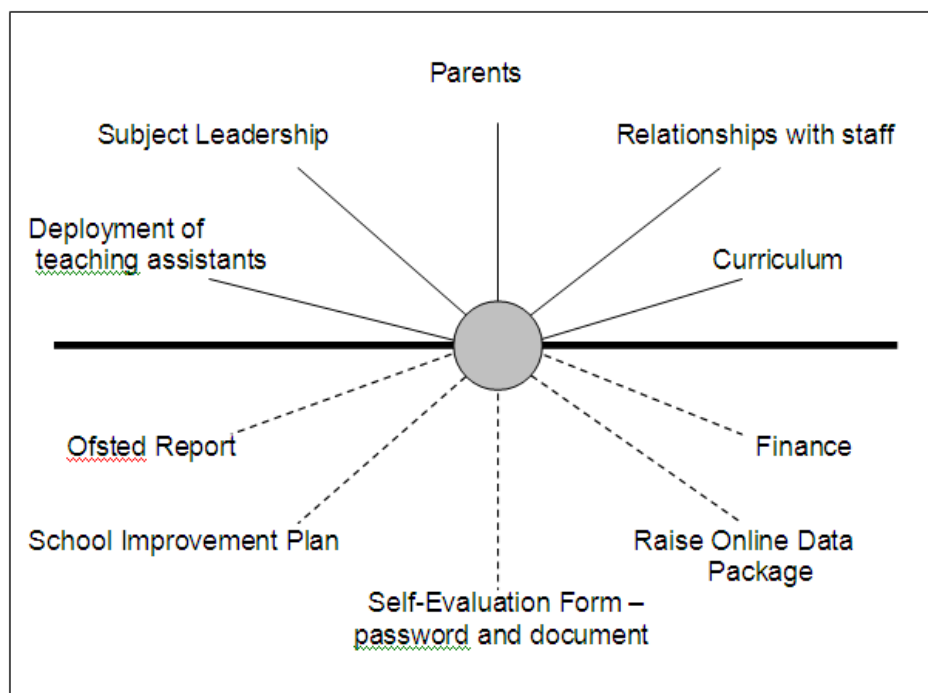 Parents
Subject Leadership
Relationships with staff
Deployment of
teaching assistants
Curriculum
Ofsted Report
Finance
School Improvement Plan
Raise Online Data
Package
Self-Evaluation Form –
password and document